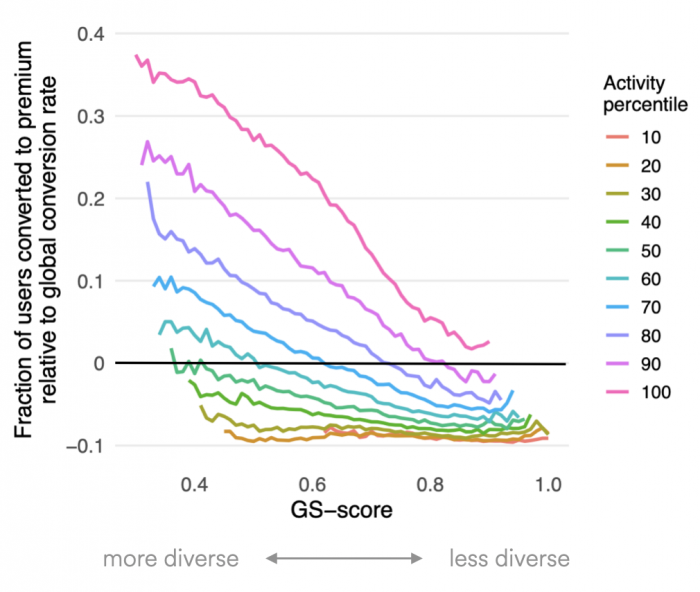 Fraction of users converted to premium
relative to global conversion rate
0.4
0.3
0.2
0.1
0
−0.1
0.4
0.6
0.8
1.0
GS−score
more diverse
less diverse
Activity
percentile
10
20
30
40
50
60
70
80
90
100